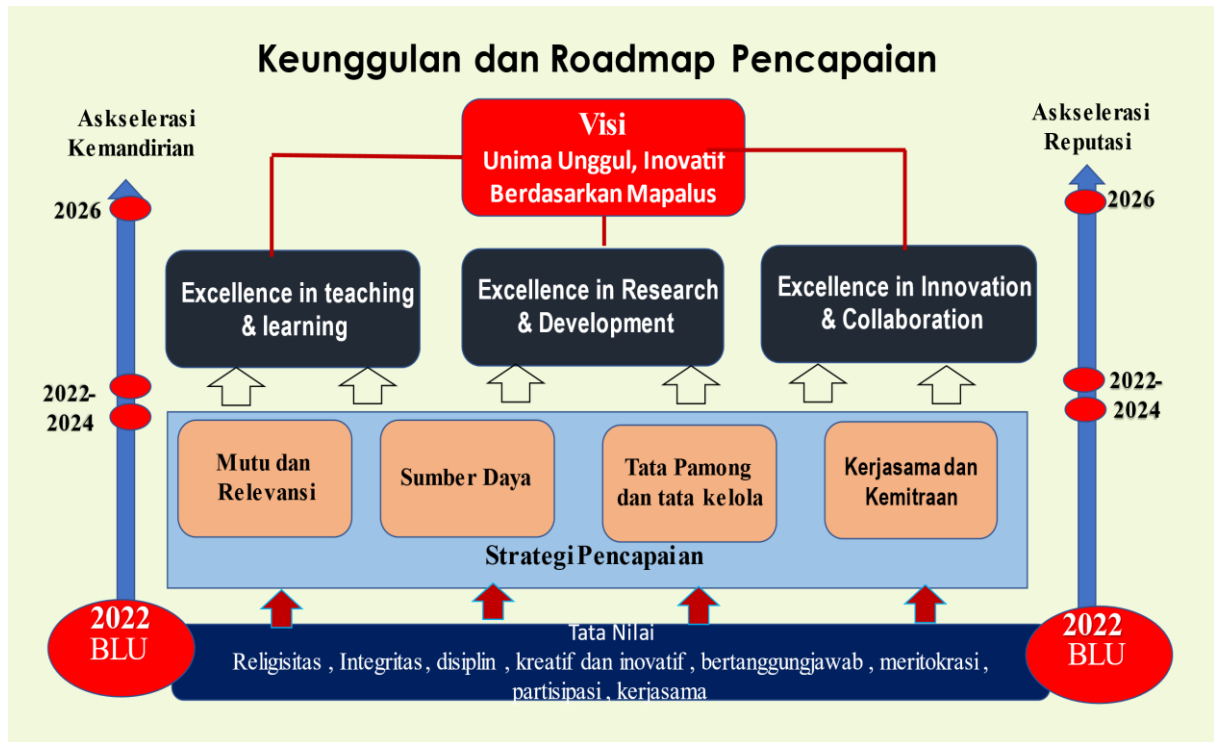 Keunggulan dan Roadmap Pencapaian
Askselerasi
Kemandirian
Askselerasi
Reputasi
Visi
Unima Unggul, Inovatif
Berdasarkan Mapalus
2026
2026
Excellence in teaching
& learning
Excellence in Research
& Development
Excellence in Innovation
& Collaboration
2022-
2024
2022-
2024
Mutu dan
Relevansi
Sumber Daya
Tata Pamong
dan tata kelola
Kerjasama dan
Kemitraan
Strategi Pencapaian
2022
BLU
2022
BLU
Tata Nilai
Religisitas , Integritas, disiplin , kreatif dan inovatif , bertanggungjawab , meritokrasi ,
partisipasi , kerjasama